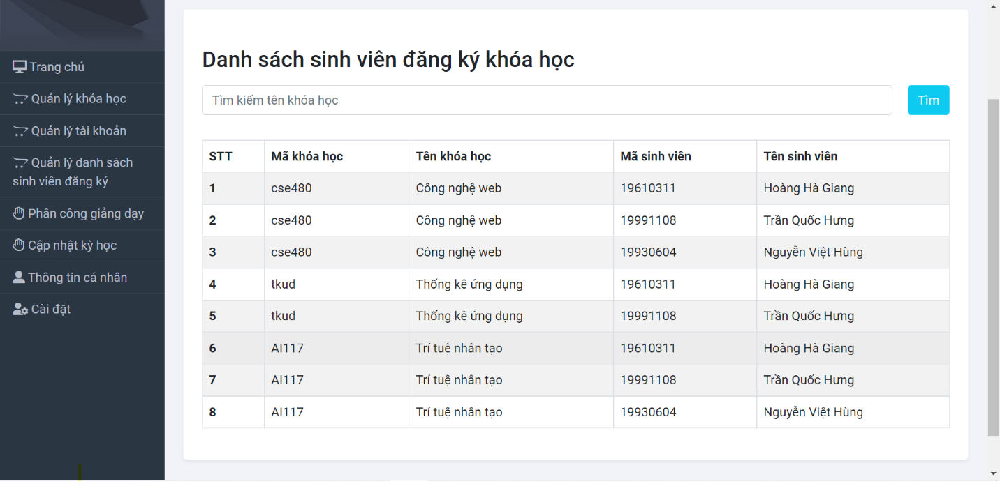 Trang chủ
Quản lý khóa học
Quản lý tài khoản
Quản lý danh sách
sinh viên đăng ký
Phân công giảng dạy
Cập nhật kỳ học
Thông tin cá nhân
Cài đặt
Danh sách sinh viên đăng ký khóa học
Tìm kiếm tên khóa học
Tìm
STT Mã khóa học Tên khóa học Mã sinh viên Tên sinh viên
1 cse480 Công nghệ web 19610311 Hoàng Hà Giang
2 cse480 Công nghệ web 19991108 Trần Quốc Hưng
3 cse480 Công nghệ web 19930604 Nguyễn Việt Hùng
4 tkud Thống kê ứng dụng 19610311 Hoàng Hà Giang
5 tkud Thống kê ứng dụng 19991108 Trần Quốc Hưng
6 AI117 Trí tuệ nhân tạo 19610311 Hoàng Hà Giang
7 AI117 Trí tuệ nhân tạo 19991108 Trần Quốc Hưng
8 AI117 Trí tuệ nhân tạo 19930604 Nguyễn Việt Hùng